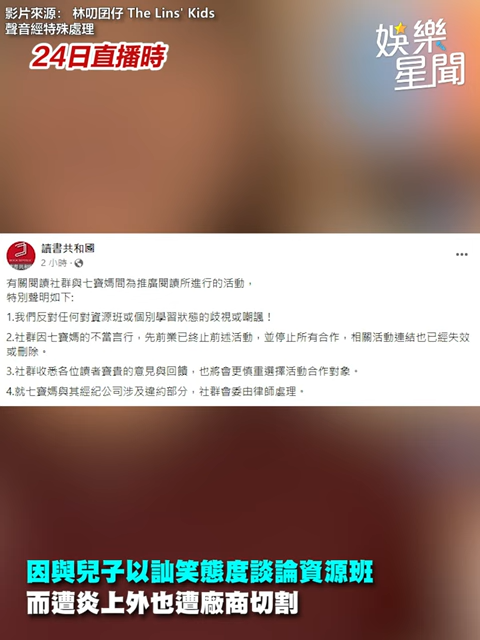 影片來源： 林叨囝仔 The Lins' Kids
聲音經特殊處理
24日直播時
娛樂
星聞
讀書共和國
2 小時 ·
有關閱讀社群與七寶媽間為推廣閱讀所進行的活動，
特別聲明如下:
1.我們反對任何對資源班或個別學習狀態的歧視或嘲諷！
2.社群因七寶媽的不當言行，先前業已終止前述活動，並停止所有合作，相關活動連結也已經失效
或刪除。
3.社群收悉各位讀者寶貴的意見與回饋，也將會更慎重選擇活動合作對象。
4.就七寶媽與其經紀公司涉及違約部分，社群會委由律師處理。
因與兒子以訕笑態度談論資源班
而遭炎上外也遭廠商切割